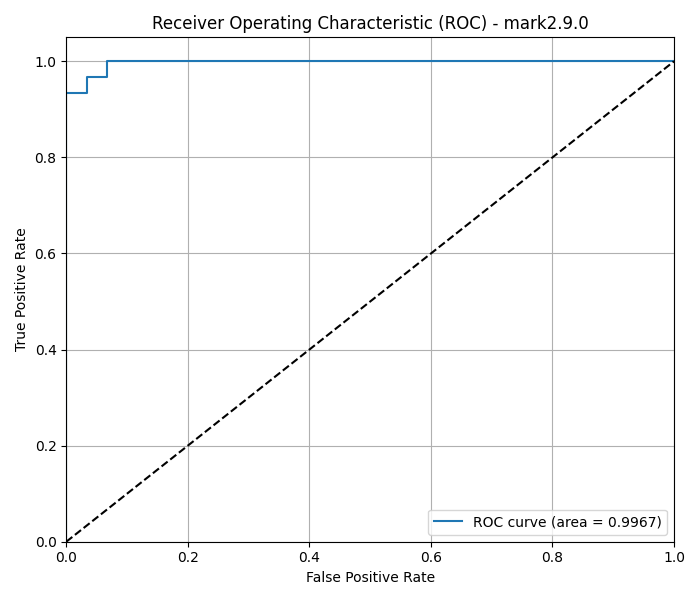 Receiver Operating Characteristic (ROC) - mark2.9.0
1.0
0.8
0.6
0.4
0.2
0.0
True Positive Rate
ROC curve (area = 0.9967)
0.0 0.2 0.4 0.6 0.8 1.0
False Positive Rate